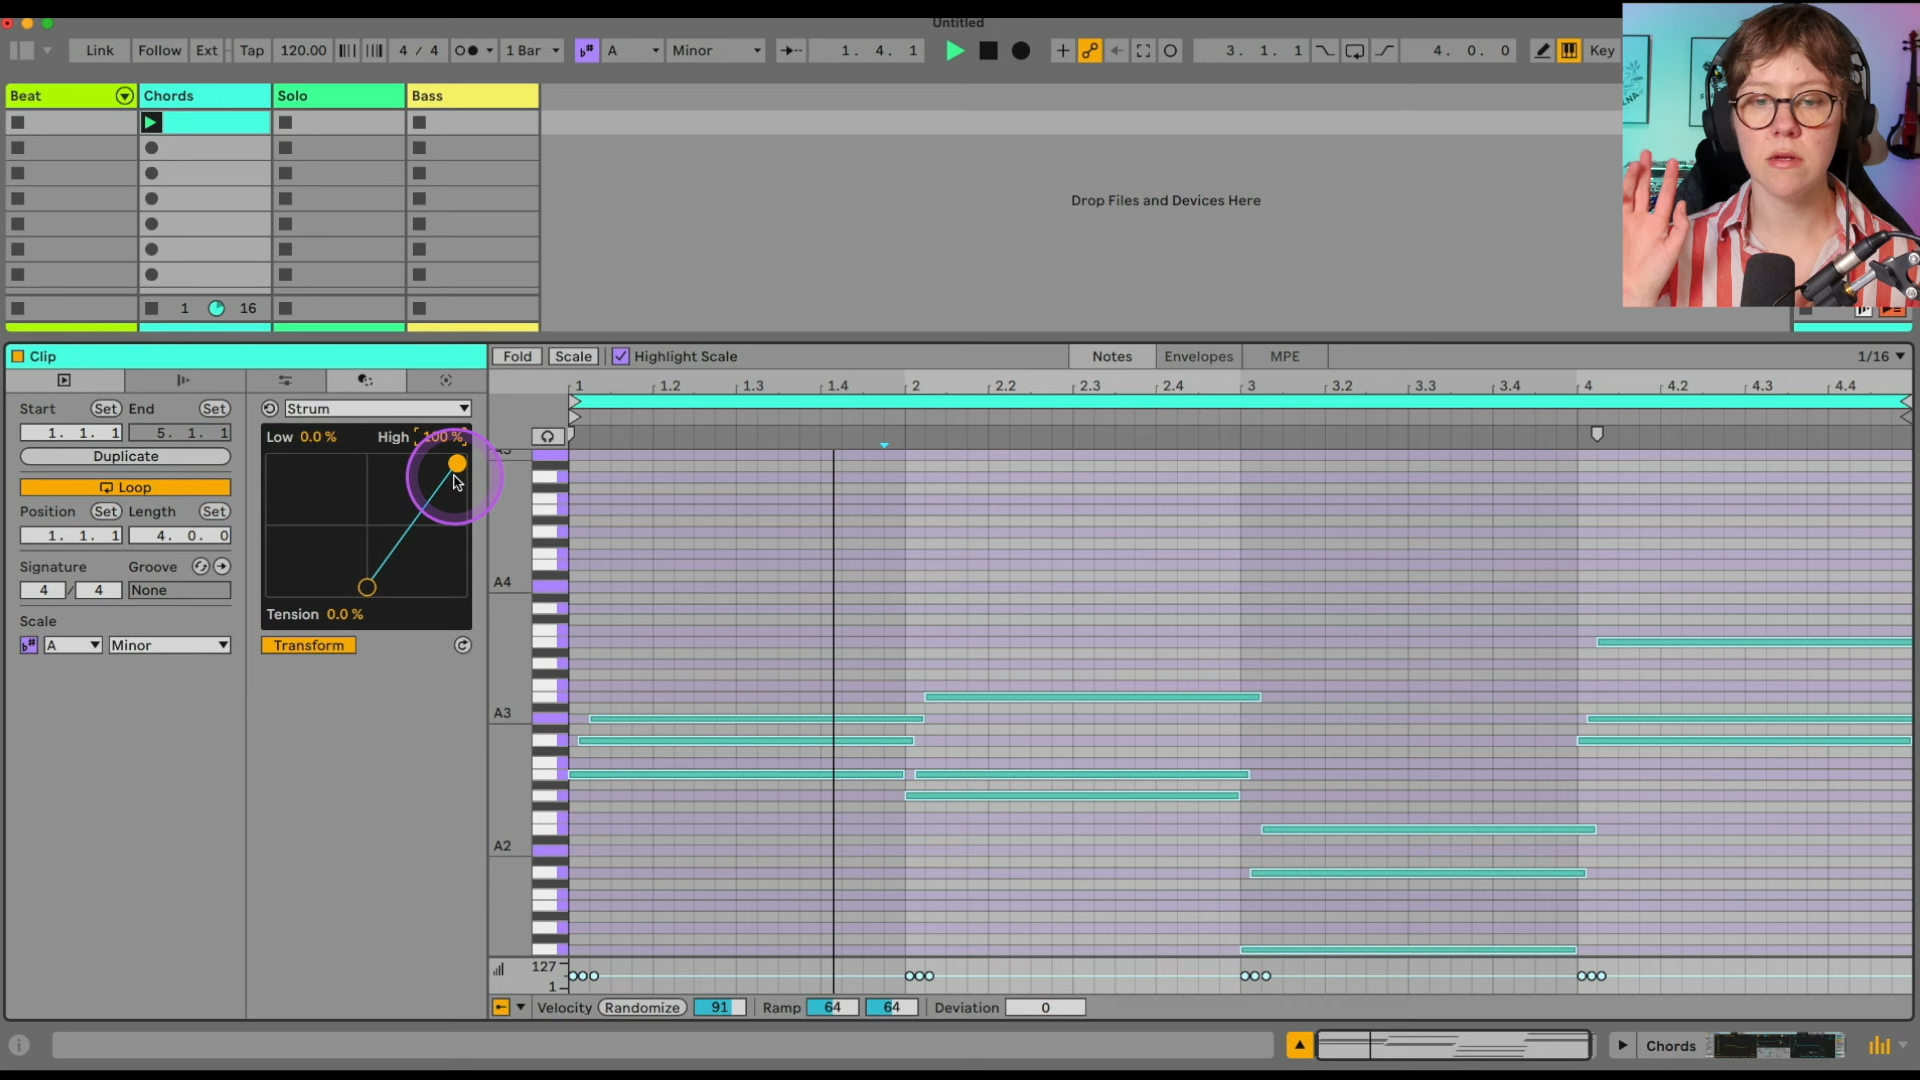 Untitled
Link Follow Ext Tap 120.00 4 / 4 1 Bar A Minor 1. 4. 1 3. 1. 1 4. 0. 0 Key
Beat Chords Solo Bass
1 16
Drop Files and Devices Here
Clip Fold Scale Highlight Scale Notes Envelopes MPE 1/16
1 1.2 1.3 1.4 2 2.2 2.3 2.4 3 3.2 3.3 3.4 4 4.2 4.3 4.4
Start Set End Set Strum
1. 1. 1 5. 1. 1 Low 0.0 % High 100 %
Duplicate
Loop
Position Set Length Set
1. 1. 1 4. 0. 0
Signature Groove
4 / 4 None
Tension 0.0 %
Scale
A Minor Transform
A4
A3
A2
127
1
Velocity Randomize 91 Ramp 64 64 Deviation 0
Chords